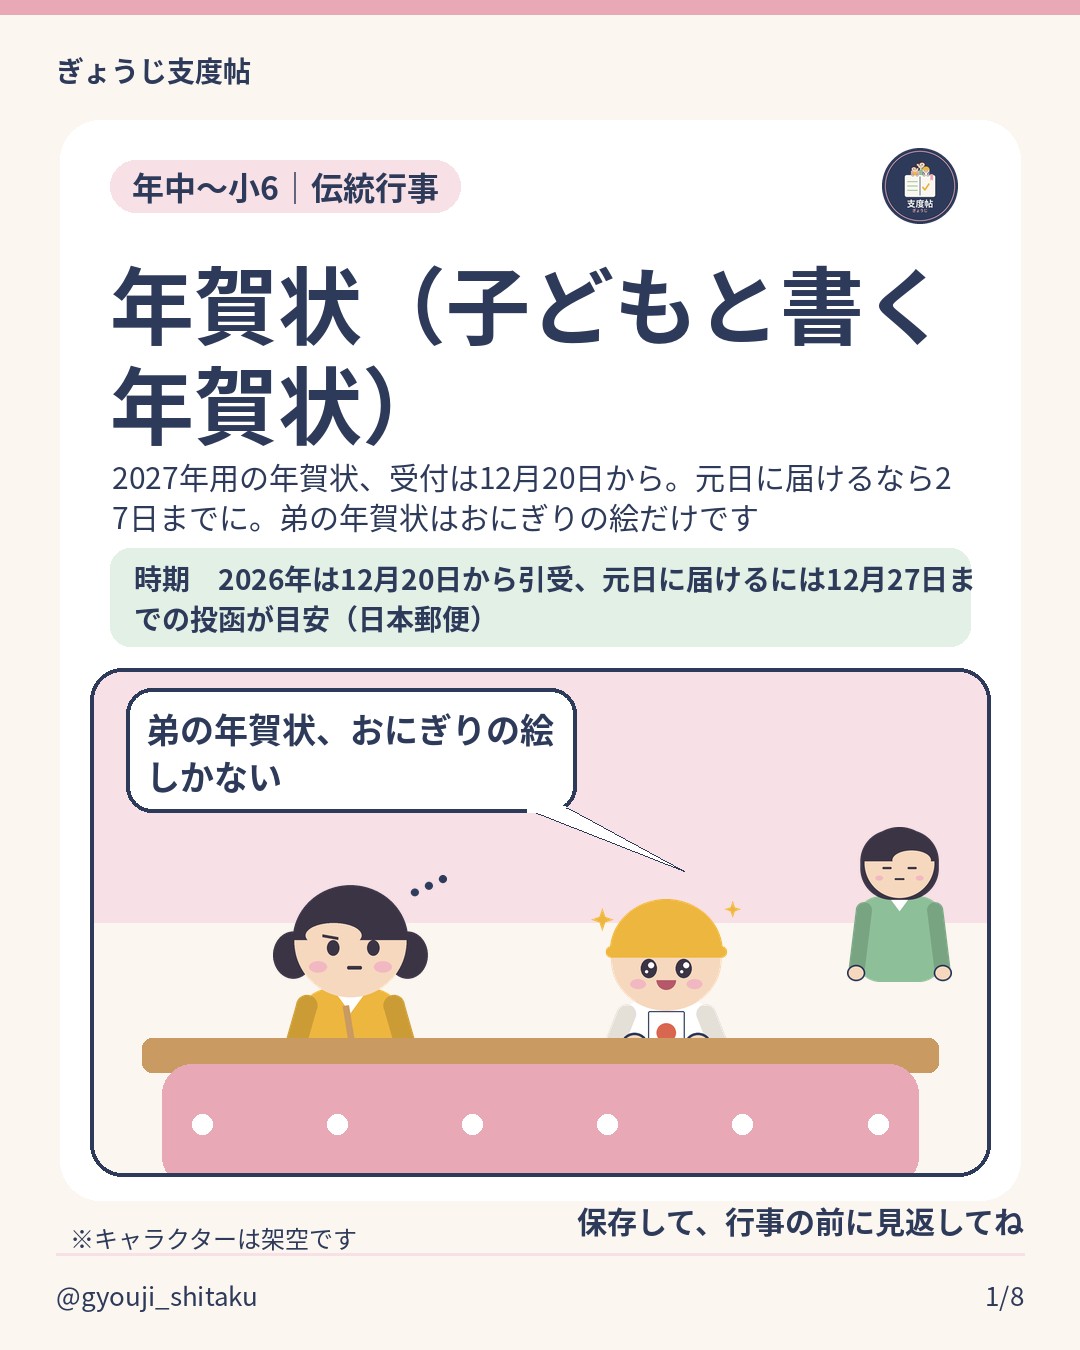 ぎょうじ支度帖
年中〜小6｜伝統行事
支度帖
ぎょうじ
年賀状（子どもと書く
年賀状）
2027年用の年賀状、受付は12月20日から。元日に届けるなら2
7日までに。弟の年賀状はおにぎりの絵だけです
時期　2026年は12月20日から引受、元日に届けるには12月27日ま
での投函が目安（日本郵便）
弟の年賀状、おにぎりの絵
しかない
保存して、行事の前に見返してね
※キャラクターは架空です
@gyouji_shitaku
1/8